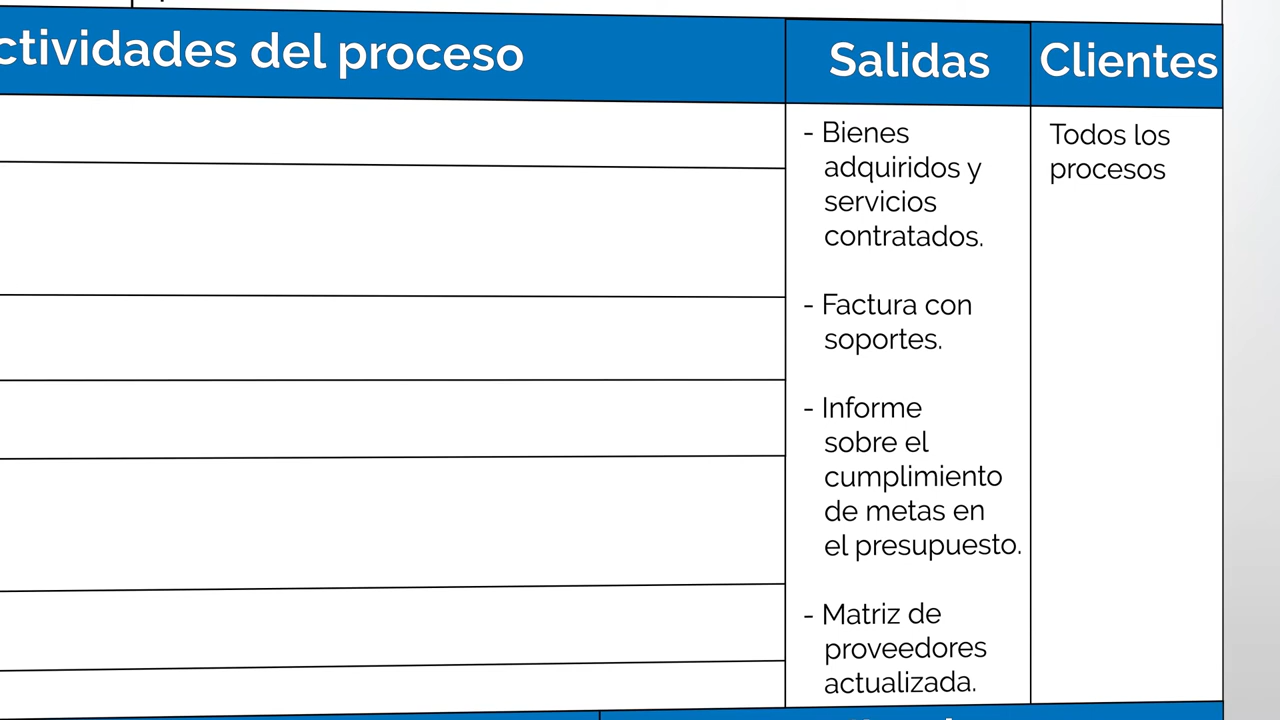 ctividades del proceso
Salidas
Clientes
- Bienes
adquiridos y
servicios
contratados.
- Factura con
soportes.
- Informe
sobre el
cumplimiento
de metas en
el presupuesto.
- Matriz de
proveedores
actualizada.
Todos los
procesos